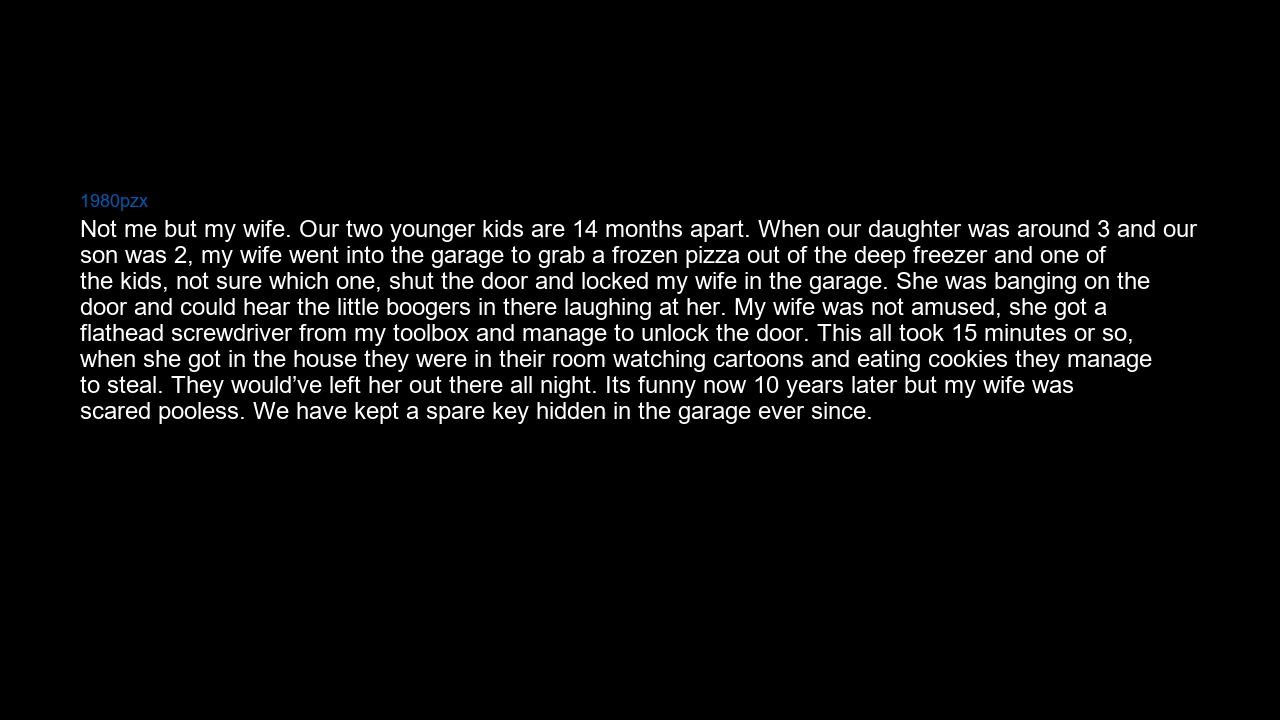 1980pzx
Not me but my wife. Our two younger kids are 14 months apart. When our daughter was around 3 and our
son was 2, my wife went into the garage to grab a frozen pizza out of the deep freezer and one of
the kids, not sure which one, shut the door and locked my wife in the garage. She was banging on the
door and could hear the little boogers in there laughing at her. My wife was not amused, she got a
flathead screwdriver from my toolbox and manage to unlock the door. This all took 15 minutes or so,
when she got in the house they were in their room watching cartoons and eating cookies they manage
to steal. They would’ve left her out there all night. Its funny now 10 years later but my wife was
scared pooless. We have kept a spare key hidden in the garage ever since.